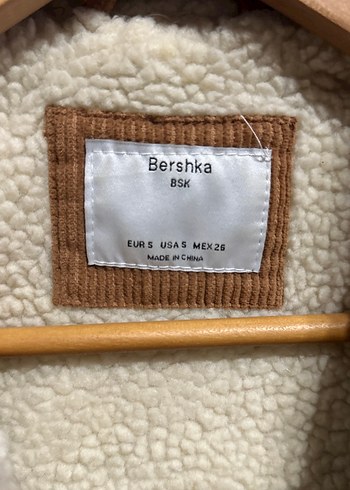 Bershka
BSK
EUR S USA S MEX 26
MADE IN CHINA